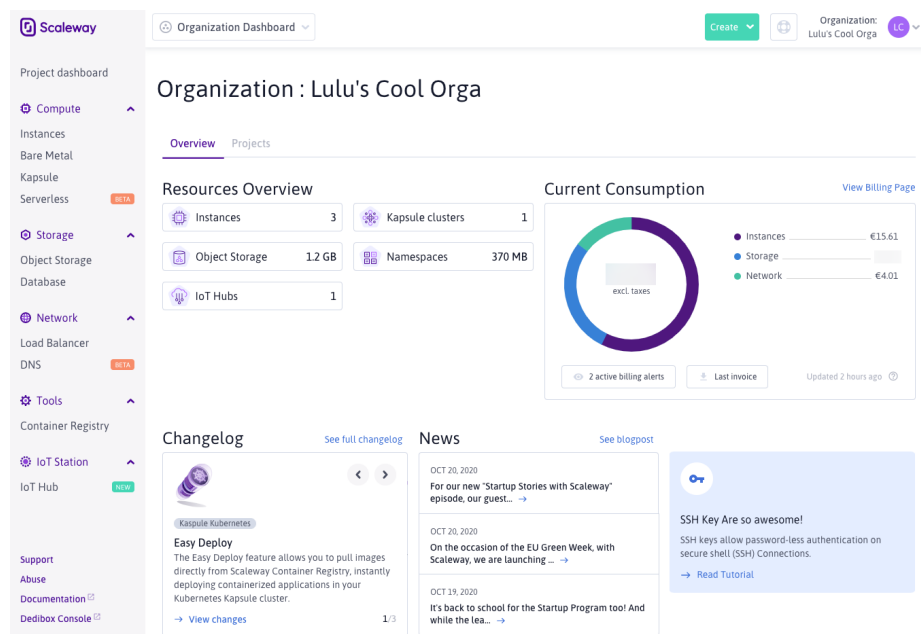 Scaleway
Organization Dashboard
Create
Organization:
Lulu's Cool Orga
LC
Project dashboard
Compute
Instances
Bare Metal
Kapsule
Serverless BETA
Storage
Object Storage
Database
Network
Load Balancer
DNS BETA
Tools
Container Registry
IoT Station
IoT Hub NEW
Support
Abuse
Documentation
Dedibox Console
Organization : Lulu's Cool Orga
Overview Projects
Resources Overview
Instances 3
Kapsule clusters 1
Object Storage 1.2 GB
Namespaces 370 MB
IoT Hubs 1
Current Consumption View Billing Page
excl. taxes
Instances €15.61
Storage
Network €4.01
2 active billing alerts
Last invoice
Updated 2 hours ago
Changelog See full changelog
Kaspule Kubernetes
Easy Deploy
The Easy Deploy feature allows you to pull images
directly from Scaleway Container Registry, instantly
deploying containerized applications in your
Kubernetes Kapsule cluster.
→ View changes 1/3
News See blogpost
OCT 20, 2020
For our new "Startup Stories with Scaleway"
episode, our guest... →
OCT 20, 2020
On the occasion of the EU Green Week, with
Scaleway, we are launching ... →
OCT 19, 2020
It's back to school for the Startup Program too! And
while the lea... →
SSH Key Are so awesome!
SSH keys allow password-less authentication on
secure shell (SSH) Connections.
→ Read Tutorial